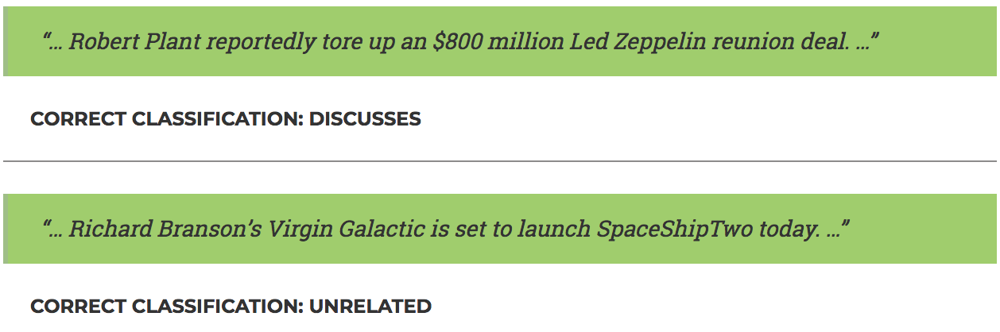 “… Robert Plant reportedly tore up an $800 million Led Zeppelin reunion deal. …”
CORRECT CLASSIFICATION: DISCUSSES
“… Richard Branson’s Virgin Galactic is set to launch SpaceShipTwo today. …”
CORRECT CLASSIFICATION: UNRELATED